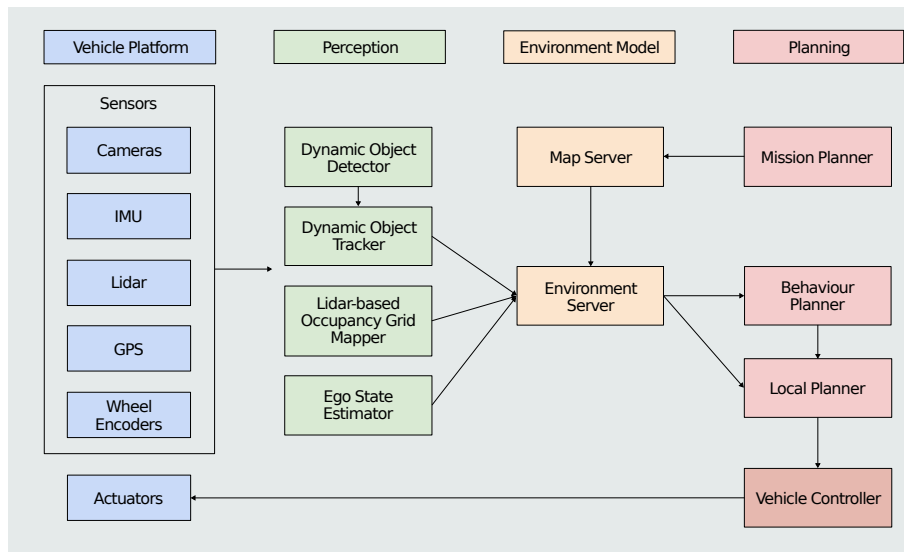 Vehicle Platform
Perception
Environment Model
Planning
Sensors
Cameras
IMU
Lidar
GPS
Wheel
Encoders
Actuators
Dynamic Object
Detector
Dynamic Object
Tracker
Lidar-based
Occupancy Grid
Mapper
Ego State
Estimator
Map Server
Environment
Server
Mission Planner
Behaviour
Planner
Local Planner
Vehicle Controller